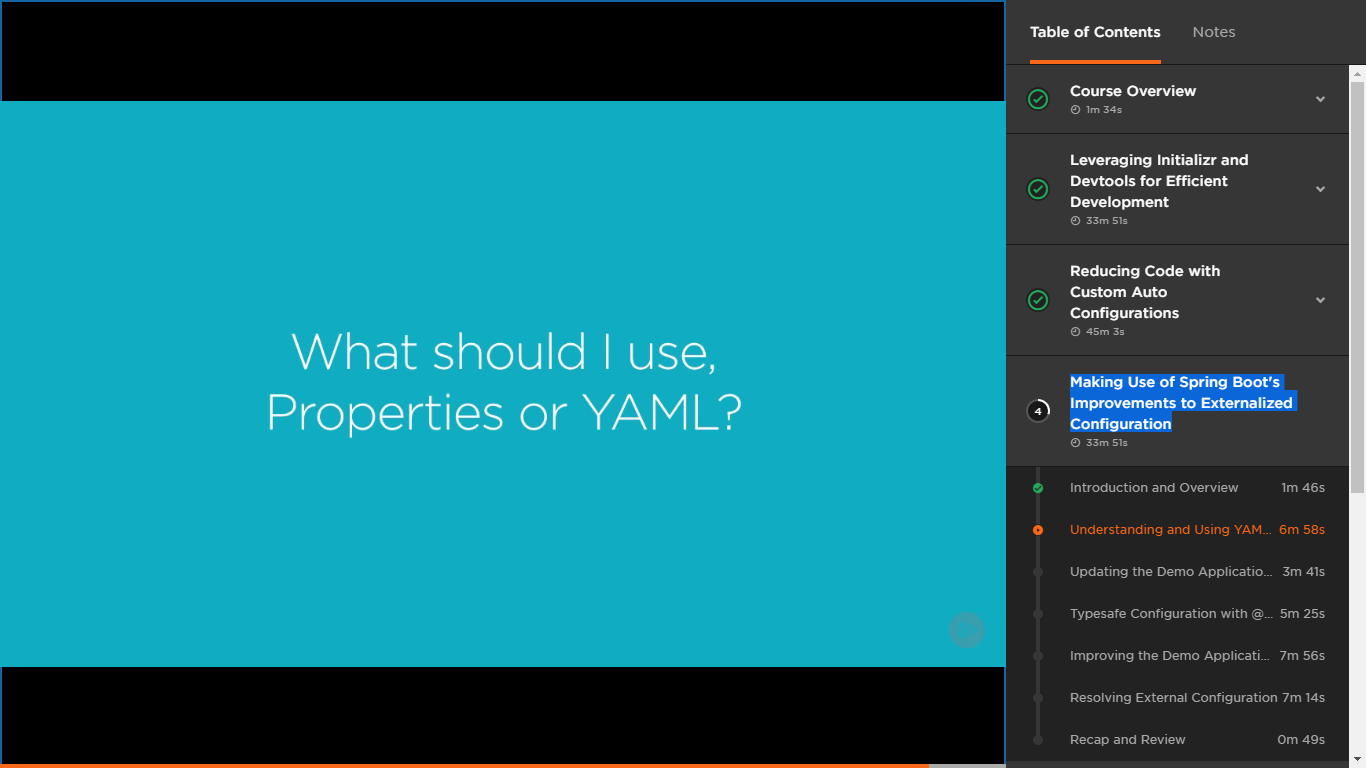 What should I use,
Properties or YAML?
Table of Contents
Notes
Course Overview
1m 34s
Leveraging Initializr and
Devtools for Efficient
Development
33m 51s
Reducing Code with
Custom Auto
Configurations
45m 3s
4
Making Use of Spring Boot's
Improvements to Externalized
Configuration
33m 51s
Introduction and Overview 1m 46s
Understanding and Using YAM... 6m 58s
Updating the Demo Applicatio... 3m 41s
Typesafe Configuration with @... 5m 25s
Improving the Demo Applicati... 7m 56s
Resolving External Configuration 7m 14s
Recap and Review 0m 49s